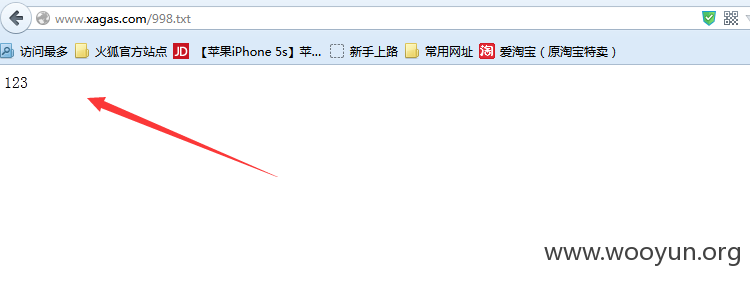 www.xagas.com/998.txt
访问最多 火狐官方站点 JD 【苹果iPhone 5s】苹... 新手上路 常用网址 淘 爱淘宝（原淘宝特卖）
123
www.wooyun.org